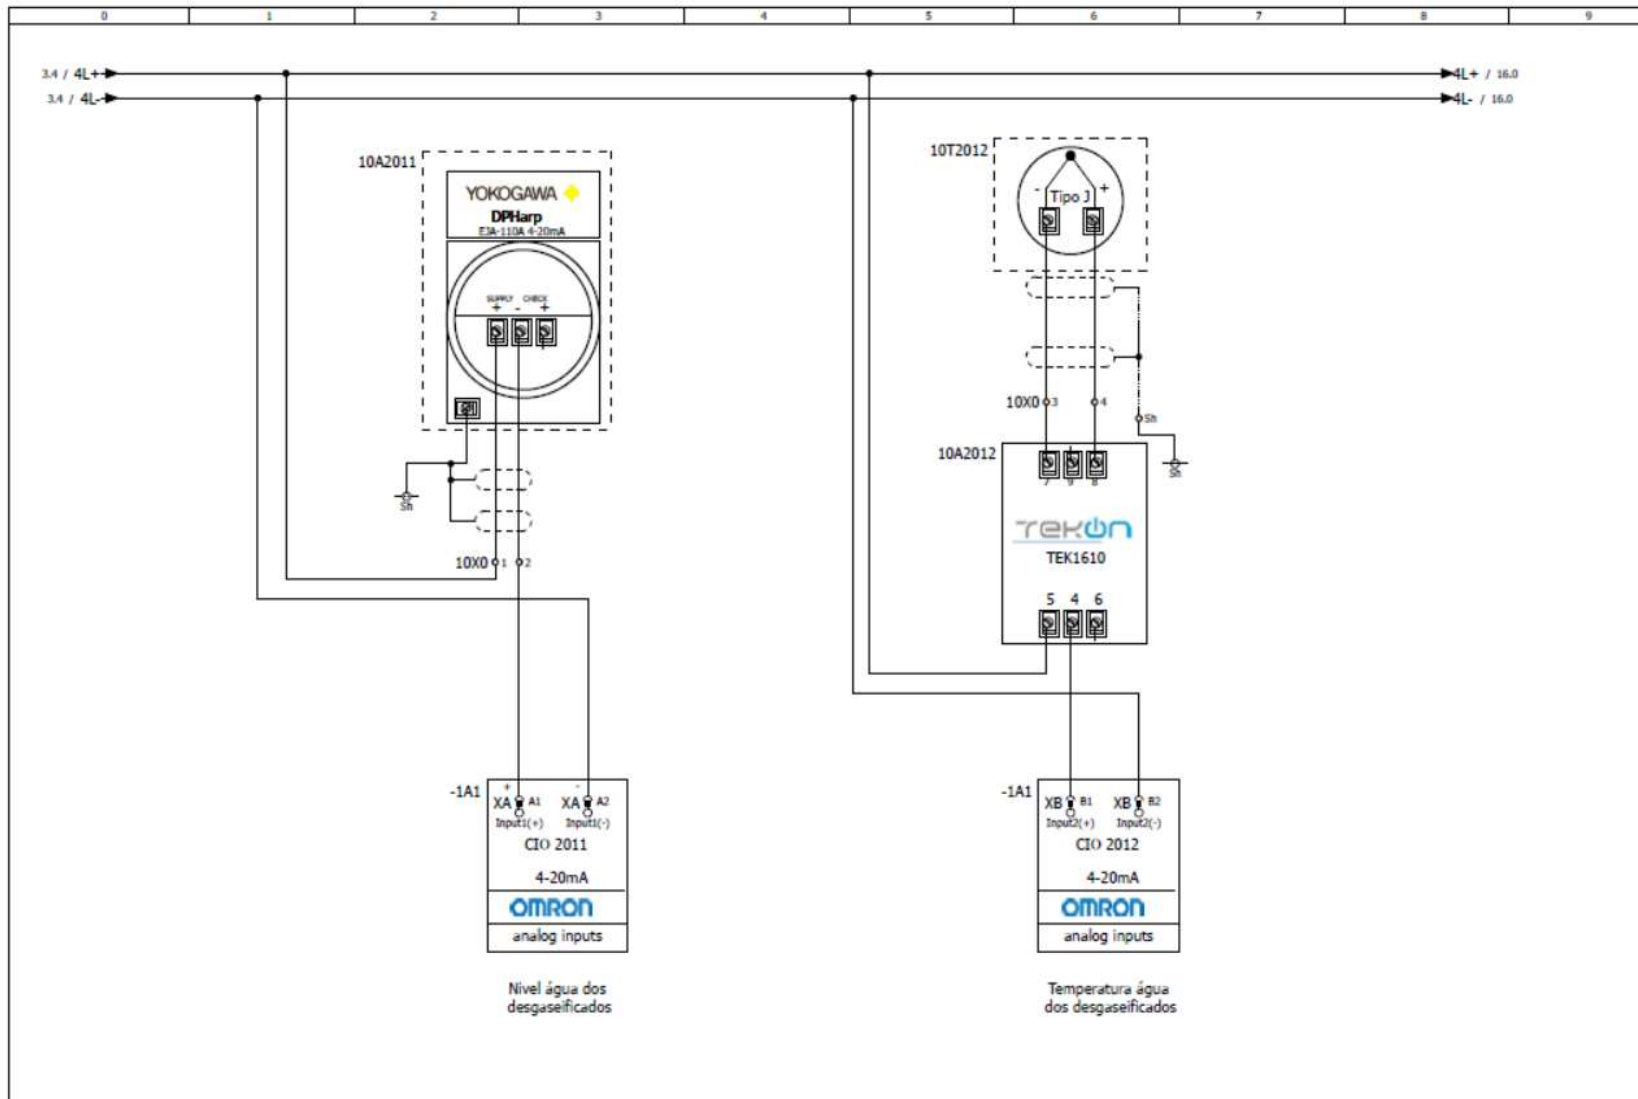 0 1 2 3 4 5 6 7 8 9
3.4 / 4L+
4L+ / 16.0
3.4 / 4L-
4L- / 16.0
10A2011
YOKOGAWA
DPHarp
EJA-110A 4-20mA
SUPPLY CHECK
+ - +
Sh
10X0 1 2
10T2012
- +
Tipo J
10X0 3 4
Sh
Sh
10A2012
7 9 8
TEKON
TEK1610
5 4 6
-1A1
+ -
XA A1 XA A2
Input1(+) Input1(-)
CIO 2011
4-20mA
OMRON
analog inputs
Nivel água dos
desgaseificados
-1A1
XB B1 XB B2
Input2(+) Input2(-)
CIO 2012
4-20mA
OMRON
analog inputs
Temperatura água
dos desgaseificados